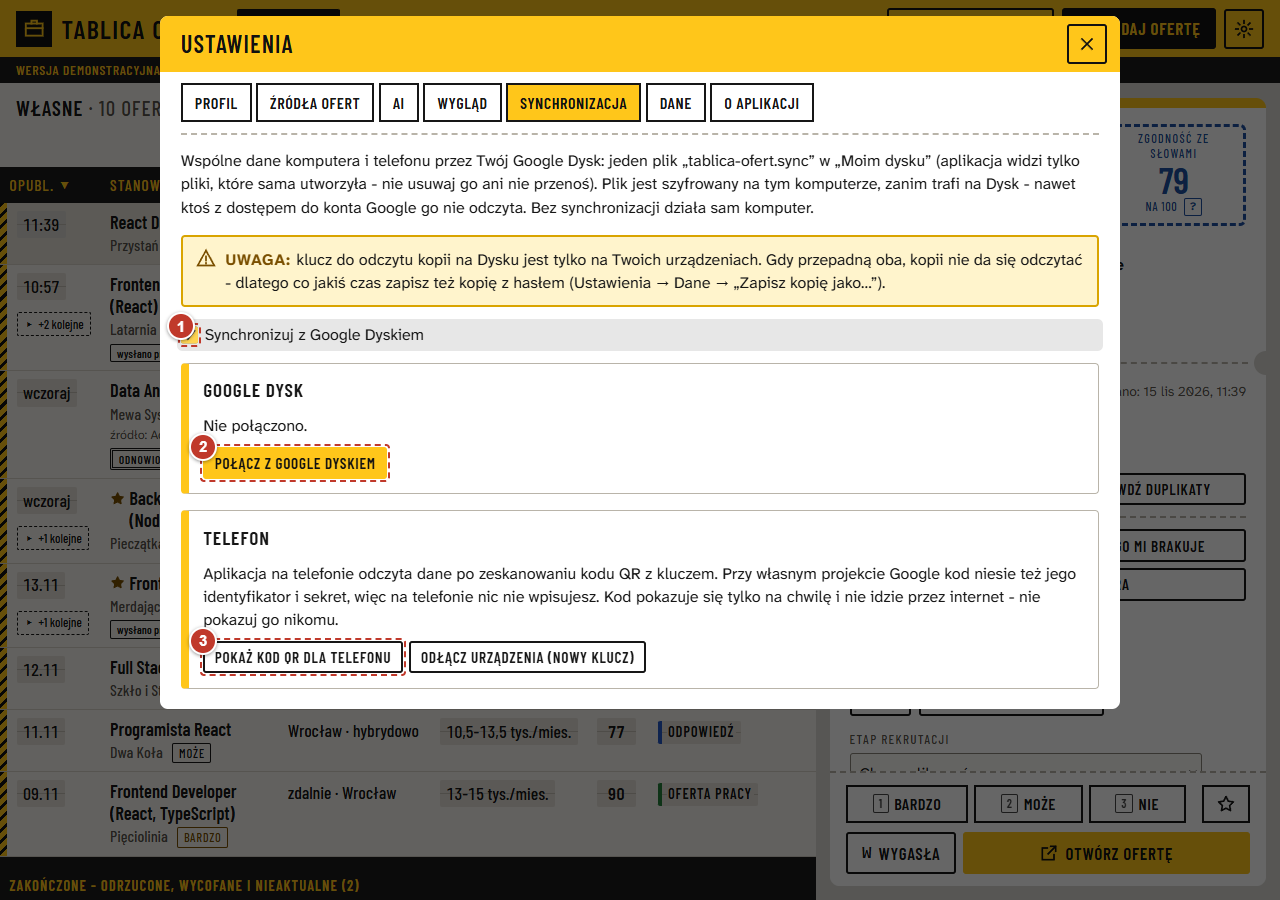 TABLICA O
DAJ OFERTĘ
WERSJA DEMONSTRACYJNA
WŁASNE · 10 OFER
USTAWIENIA
PROFIL
ŹRÓDŁA OFERT
AI
WYGLĄD
SYNCHRONIZACJA
DANE
O APLIKACJI
Wspólne dane komputera i telefonu przez Twój Google Dysk: jeden plik „tablica-ofert.sync” w „Moim dysku” (aplikacja widzi tylko
pliki, które sama utworzyła - nie usuwaj go ani nie przenoś). Plik jest szyfrowany na tym komputerze, zanim trafi na Dysk - nawet
ktoś z dostępem do konta Google go nie odczyta. Bez synchronizacji działa sam komputer.
UWAGA: klucz do odczytu kopii na Dysku jest tylko na Twoich urządzeniach. Gdy przepadną oba, kopii nie da się odczytać
- dlatego co jakiś czas zapisz też kopię z hasłem (Ustawienia → Dane → „Zapisz kopię jako…”).
1
Synchronizuj z Google Dyskiem
GOOGLE DYSK
Nie połączono.
2
POŁĄCZ Z GOOGLE DYSKIEM
TELEFON
Aplikacja na telefonie odczyta dane po zeskanowaniu kodu QR z kluczem. Przy własnym projekcie Google kod niesie też jego
identyfikator i sekret, więc na telefonie nic nie wpisujesz. Kod pokazuje się tylko na chwilę i nie idzie przez internet - nie
pokazuj go nikomu.
3
POKAŻ KOD QR DLA TELEFONU
ODŁĄCZ URZĄDZENIA (NOWY KLUCZ)
OPUBL. ▼
STANOW
11:39
React D
Przystań
10:57
Fronten
(React)
+2 kolejne
Latarnia
wysłano p
wczoraj
Data An
Mewa Sys
źródło: Ad
ODNOWIO
wczoraj
★ Back
(Nod
+1 kolejne
Pieczątka
13.11
★ Front
Merdając
+1 kolejne
wysłano p
12.11
Full Sta
Szkło i St
11.11
Programista React
Dwa Koła
MOŻE
Wrocław · hybrydowo
10,5-13,5 tys./mies.
77
ODPOWIEDŹ
09.11
Frontend Developer
(React, TypeScript)
Pięciolinia
BARDZO
zdalnie · Wrocław
13-15 tys./mies.
90
OFERTA PRACY
ZAKOŃCZONE - ODRZUCONE, WYCOFANE I NIEAKTUALNE (2)
ZGODNOŚĆ ZE
SŁOWAMI
79
NA 100 ?
no: 15 lis 2026, 11:39
WDŹ DUPLIKATY
O MI BRAKUJE
RA
ETAP REKRUTACJI
1 BARDZO
2 MOŻE
3 NIE
W WYGASŁA
OTWÓRZ OFERTĘ